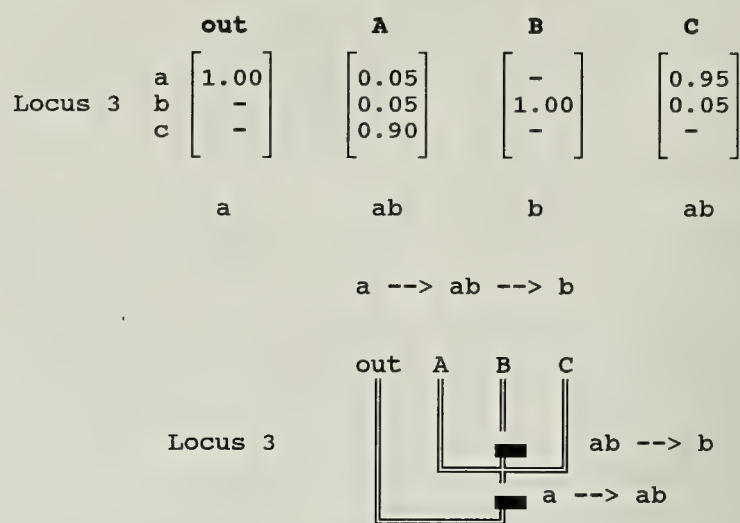 out A B C
a 1.00 0.05 - 0.95
Locus 3 b - 0.05 1.00 0.05
c - 0.90 - -
a ab b ab
a --> ab --> b
out A B C
Locus 3 ab --> b
a --> ab